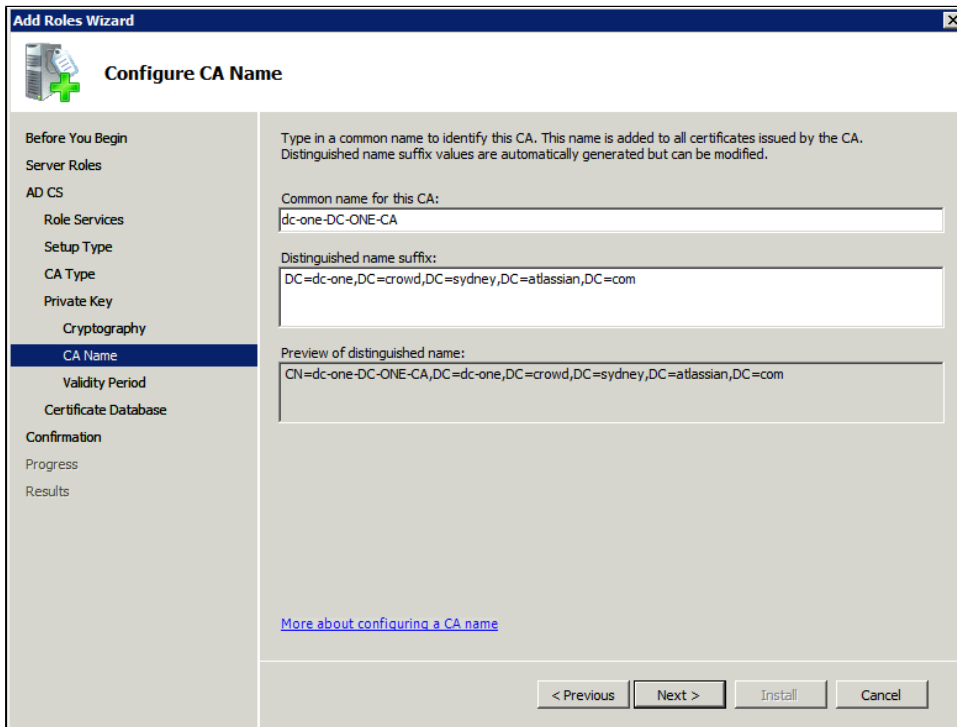 Add Roles Wizard
Configure CA Name
Before You Begin
Server Roles
AD CS
Role Services
Setup Type
CA Type
Private Key
Cryptography
CA Name
Validity Period
Certificate Database
Confirmation
Progress
Results
Type in a common name to identify this CA. This name is added to all certificates issued by the CA.
Distinguished name suffix values are automatically generated but can be modified.
Common name for this CA:
dc-one-DC-ONE-CA
Distinguished name suffix:
DC=dc-one,DC=crowd,DC=sydney,DC=atlassian,DC=com
Preview of distinguished name:
CN=dc-one-DC-ONE-CA,DC=dc-one,DC=crowd,DC=sydney,DC=atlassian,DC=com
More about configuring a CA name
< Previous
Next >
Install
Cancel